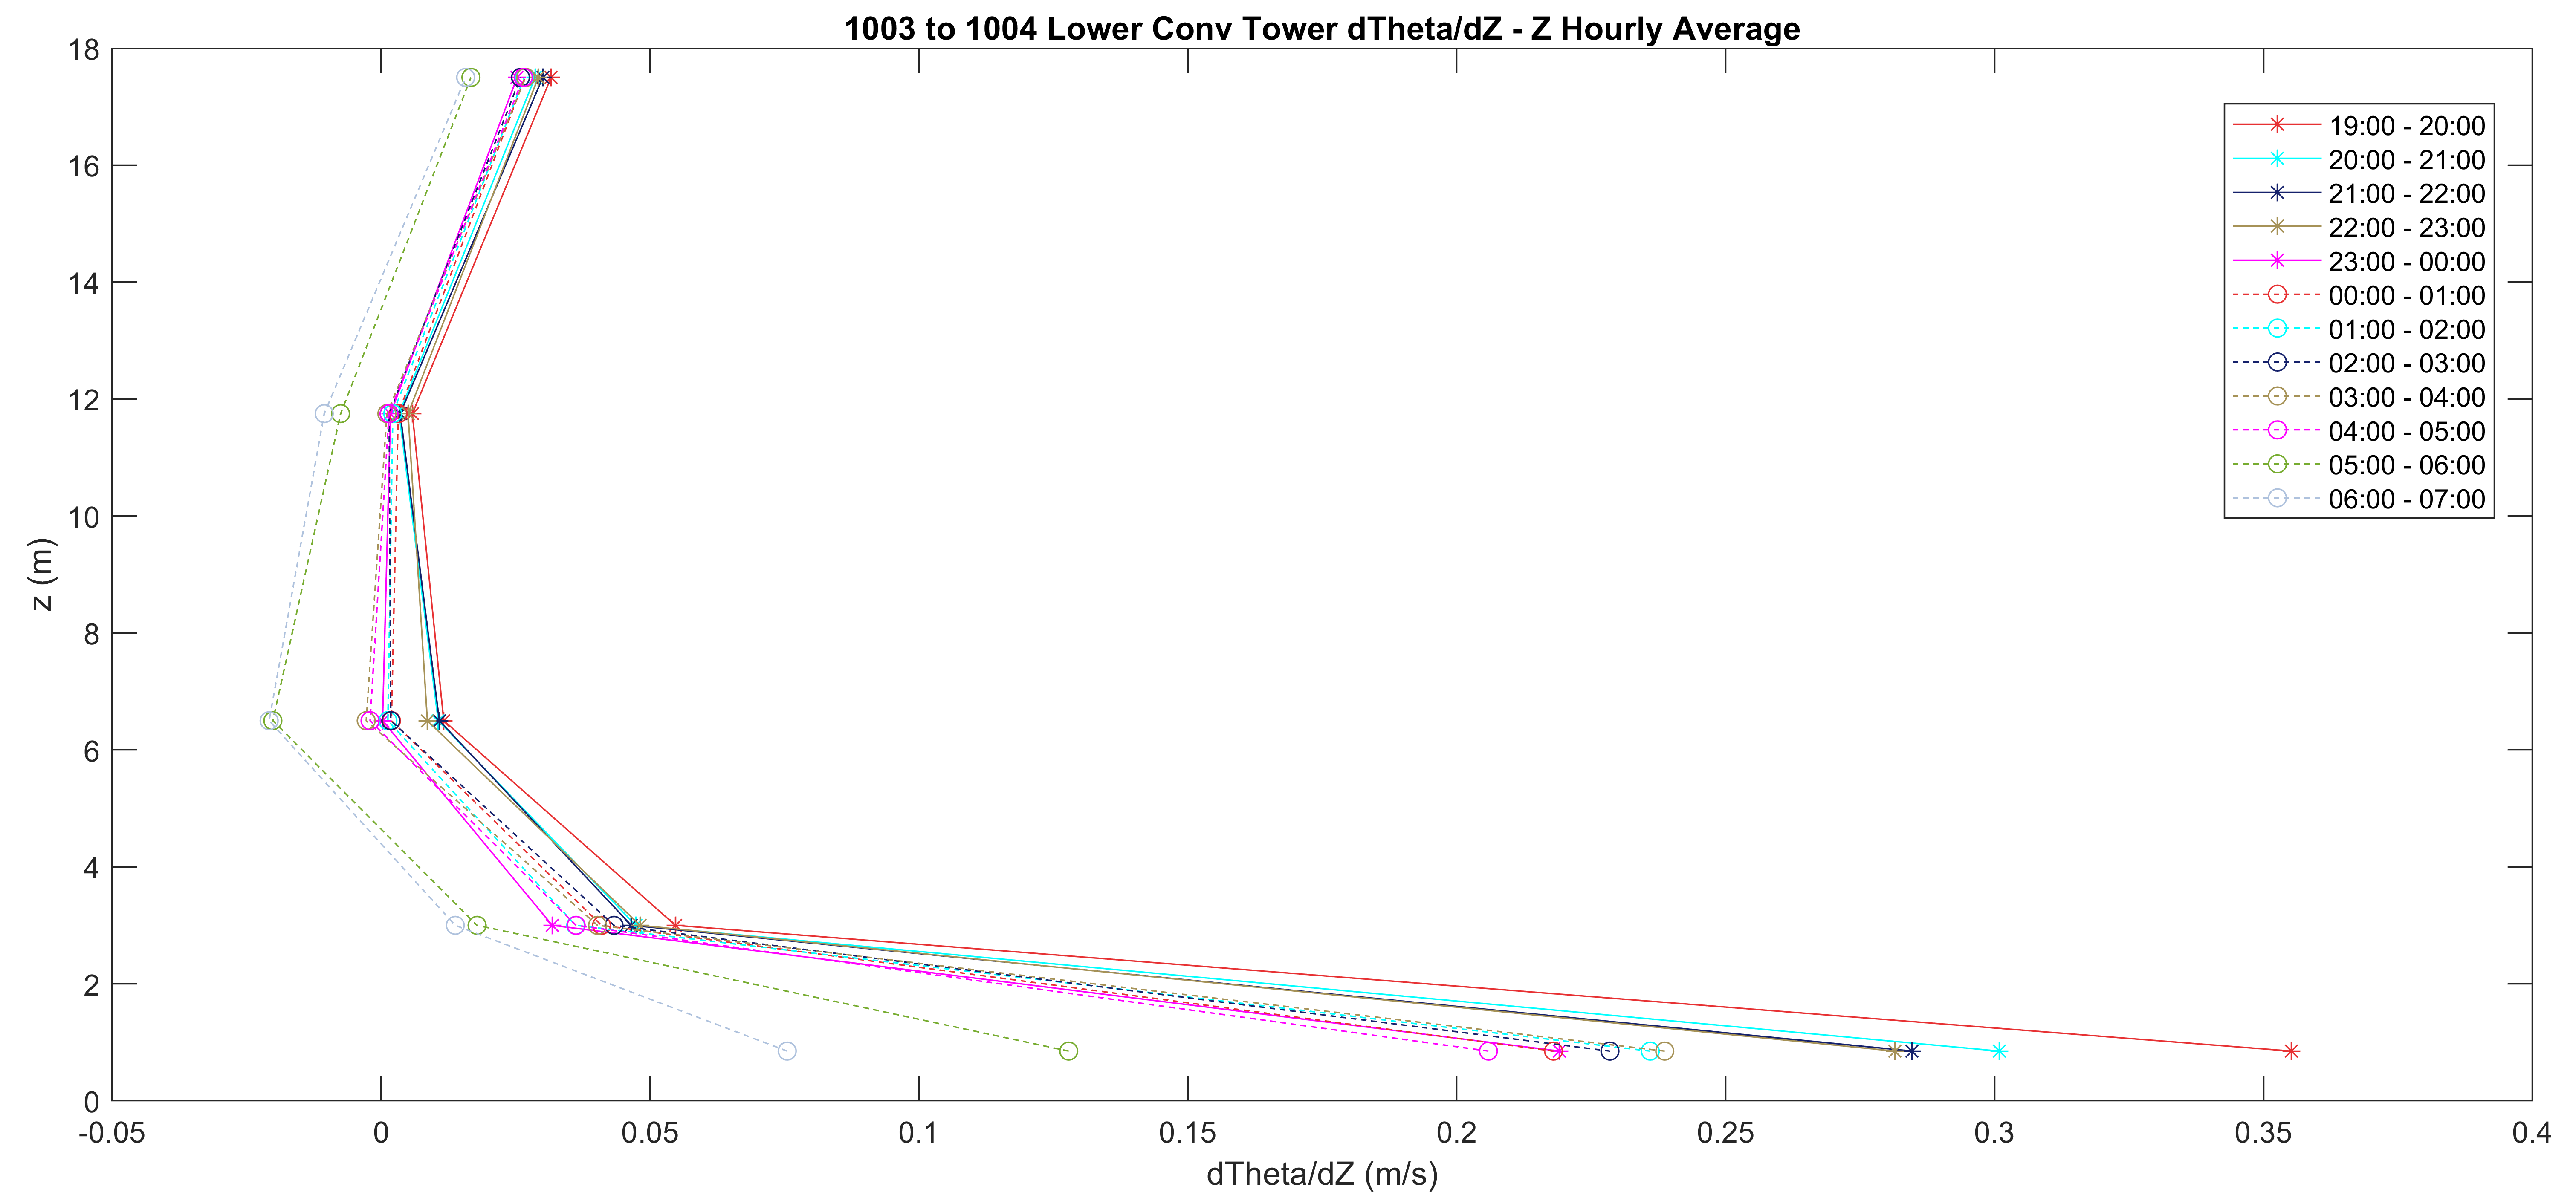 1003 to 1004 Lower Conv Tower dTheta/dZ - Z Hourly Average
18
16
14
12
10
8
6
4
2
0
z (m)
-0.05 0 0.05 0.1 0.15 0.2 0.25 0.3 0.35 0.4
dTheta/dZ (m/s)
19:00 - 20:00
20:00 - 21:00
21:00 - 22:00
22:00 - 23:00
23:00 - 00:00
00:00 - 01:00
01:00 - 02:00
02:00 - 03:00
03:00 - 04:00
04:00 - 05:00
05:00 - 06:00
06:00 - 07:00